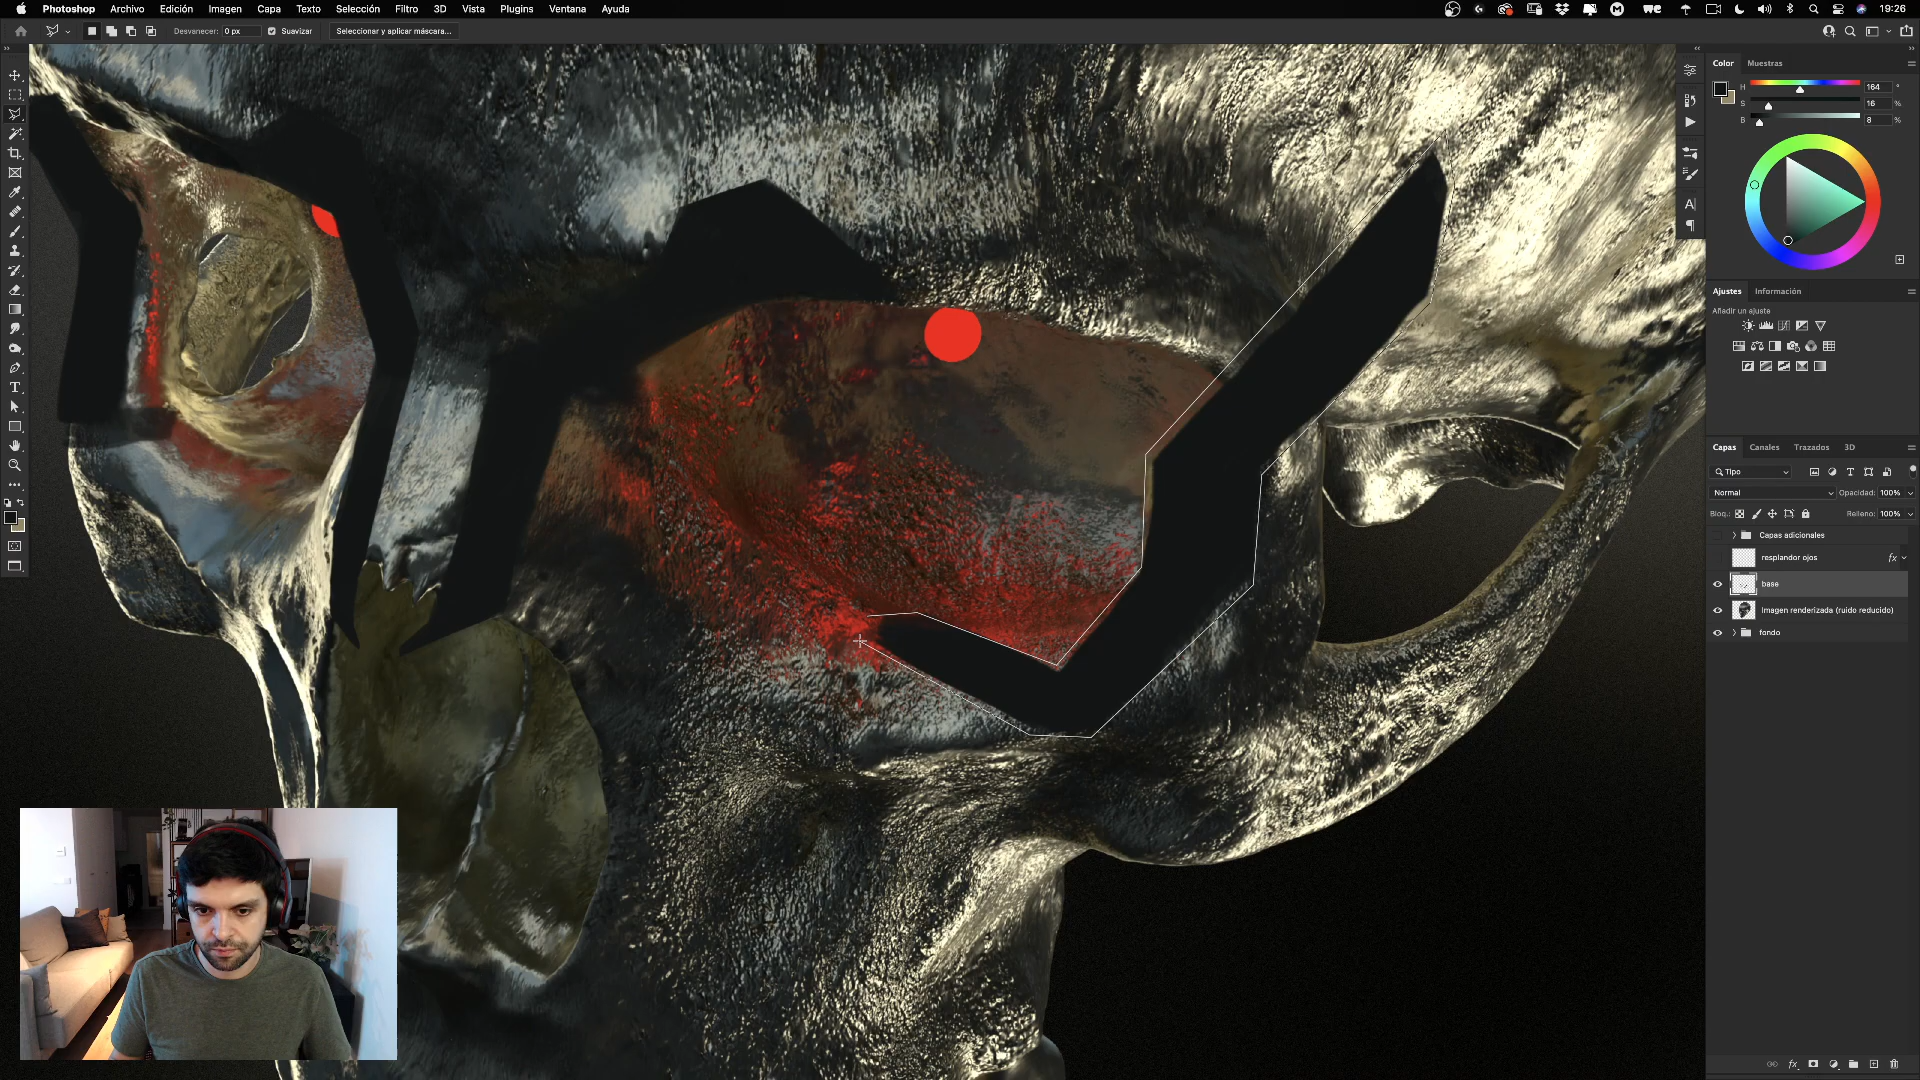 Photoshop Archivo Edición Imagen Capa Texto Selección Filtro 3D Vista Plugins Ventana Ayuda 19:26
Desvanecer: 0 px Suavizar Seleccionar y aplicar máscara...
Color Muestras
H 164 °
S 16 %
B 8 %
Ajustes Información
Añadir un ajuste
Capas Canales Trazados 3D
Tipo
Normal Opacidad: 100%
Bloq.: Relleno: 100%
Capas adicionales
resplandor ojos fx
base
Imagen renderizada (ruido reducido)
fondo
fx